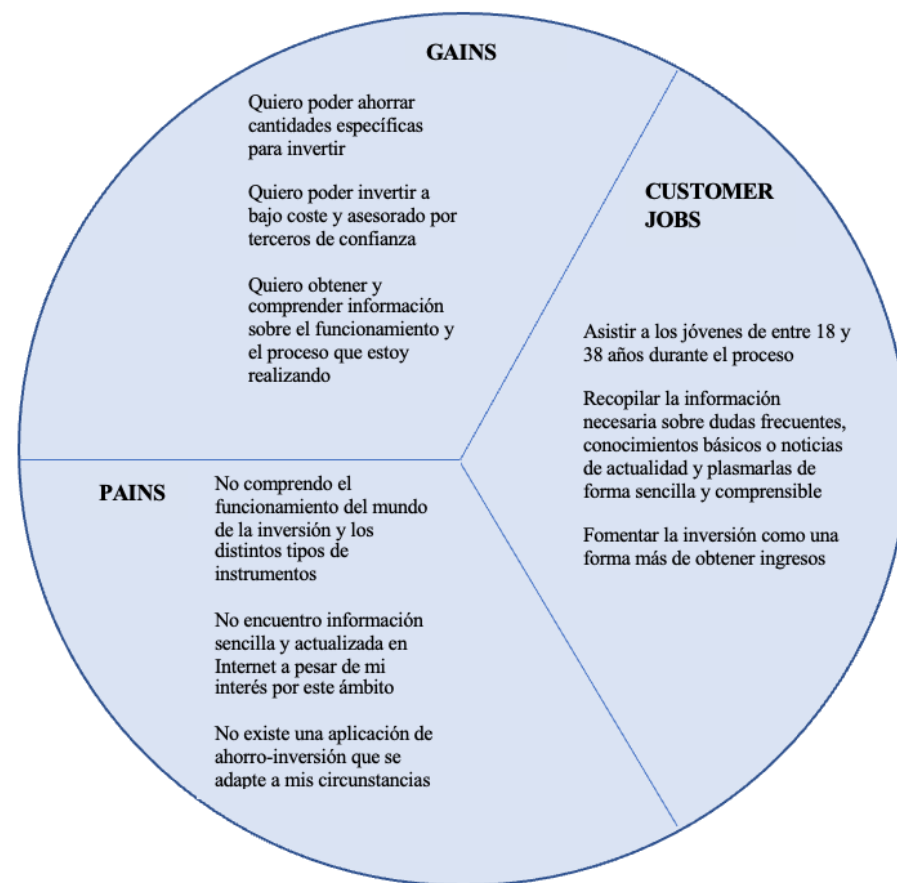 GAINS
Quiero poder ahorrar
cantidades específicas
para invertir
Quiero poder invertir a
bajo coste y asesorado por
terceros de confianza
Quiero obtener y
comprender información
sobre el funcionamiento y
el proceso que estoy
realizando
CUSTOMER
JOBS
Asistir a los jóvenes de entre 18 y
38 años durante el proceso
Recopilar la información
necesaria sobre dudas frecuentes,
conocimientos básicos o noticias
de actualidad y plasmarlas de
forma sencilla y comprensible
Fomentar la inversión como una
forma más de obtener ingresos
PAINS
No comprendo el
funcionamiento del mundo
de la inversión y los
distintos tipos de
instrumentos
No encuentro información
sencilla y actualizada en
Internet a pesar de mi
interés por este ámbito
No existe una aplicación de
ahorro-inversión que se
adapte a mis circunstancias